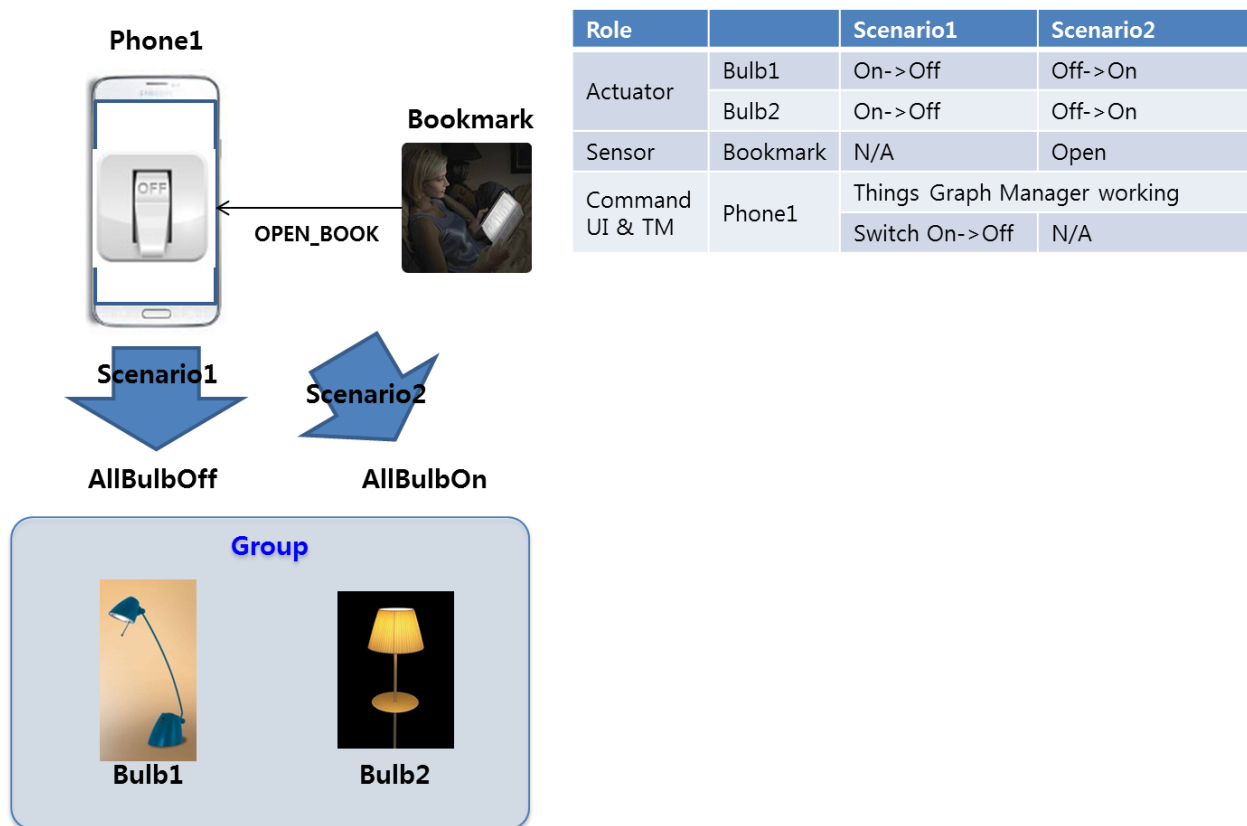 Phone1
SAMSUNG
OFF
Bookmark
OPEN_BOOK
Scenario1
Scenario2
AllBulbOff
AllBulbOn
Group
Bulb1
Bulb2
Role Scenario1 Scenario2
Actuator
Bulb1 On->Off Off->On
Bulb2 On->Off Off->On
Sensor Bookmark N/A Open
Command
UI & TM
Phone1
Things Graph Manager working
Switch On->Off N/A